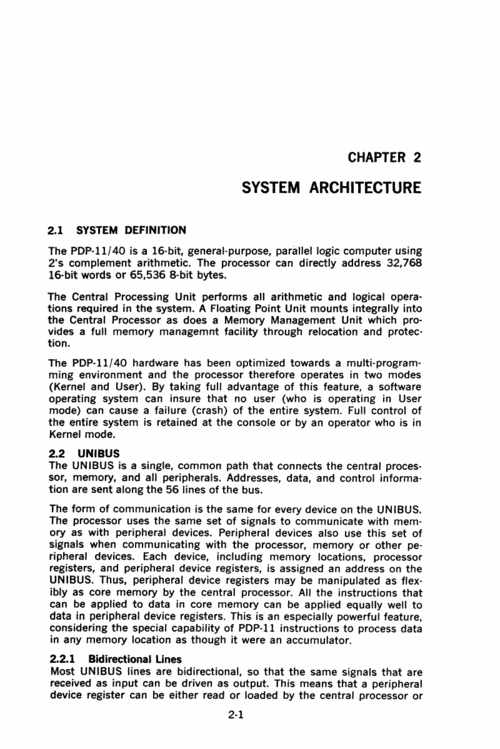 CHAPTER 2
SYSTEM ARCHITECTURE
2.1 SYSTEM DEFINITION
The PDP-11/40 is a 16-bit, general-purpose, parallel logic computer using
2's complement arithmetic. The processor can directly address 32,768
16-bit words or 65,536 8-bit bytes.
The Central Processing Unit performs all arithmetic and logical opera-
tions required in the system. A Floating Point Unit mounts integrally into
the Central Processor as does a Memory Management Unit which pro-
vides a full memory managemnt facility through relocation and protec-
tion.
The PDP-11/40 hardware has been optimized towards a multi-program-
ming environment and the processor therefore operates in two modes
(Kernel and User). By taking full advantage of this feature, a software
operating system can insure that no user (who is operating in User
mode) can cause a failure (crash) of the entire system. Full control of
the entire system is retained at the console or by an operator who is in
Kernel mode.
2.2 UNIBUS
The UNIBUS is a single, common path that connects the central proces-
sor, memory, and all peripherals. Addresses, data, and control informa-
tion are sent along the 56 lines of the bus.
The form of communication is the same for every device on the UNIBUS.
The processor uses the same set of signals to communicate with mem-
ory as with peripheral devices. Peripheral devices also use this set of
signals when communicating with the processor, memory or other pe-
ripheral devices. Each device, including memory locations, processor
registers, and peripheral device registers, is assigned an address on the
UNIBUS. Thus, peripheral device registers may be manipulated as flex-
ibly as core memory by the central processor. All the instructions that
can be applied to data in core memory can be applied equally well to
data in peripheral device registers. This is an especially powerful feature,
considering the special capability of PDP-11 instructions to process data
in any memory location as though it were an accumulator.
2.2.1 Bidirectional Lines
Most UNIBUS lines are bidirectional, so that the same signals that are
received as input can be driven as output. This means that a peripheral
device register can be either read or loaded by the central processor or
2-1